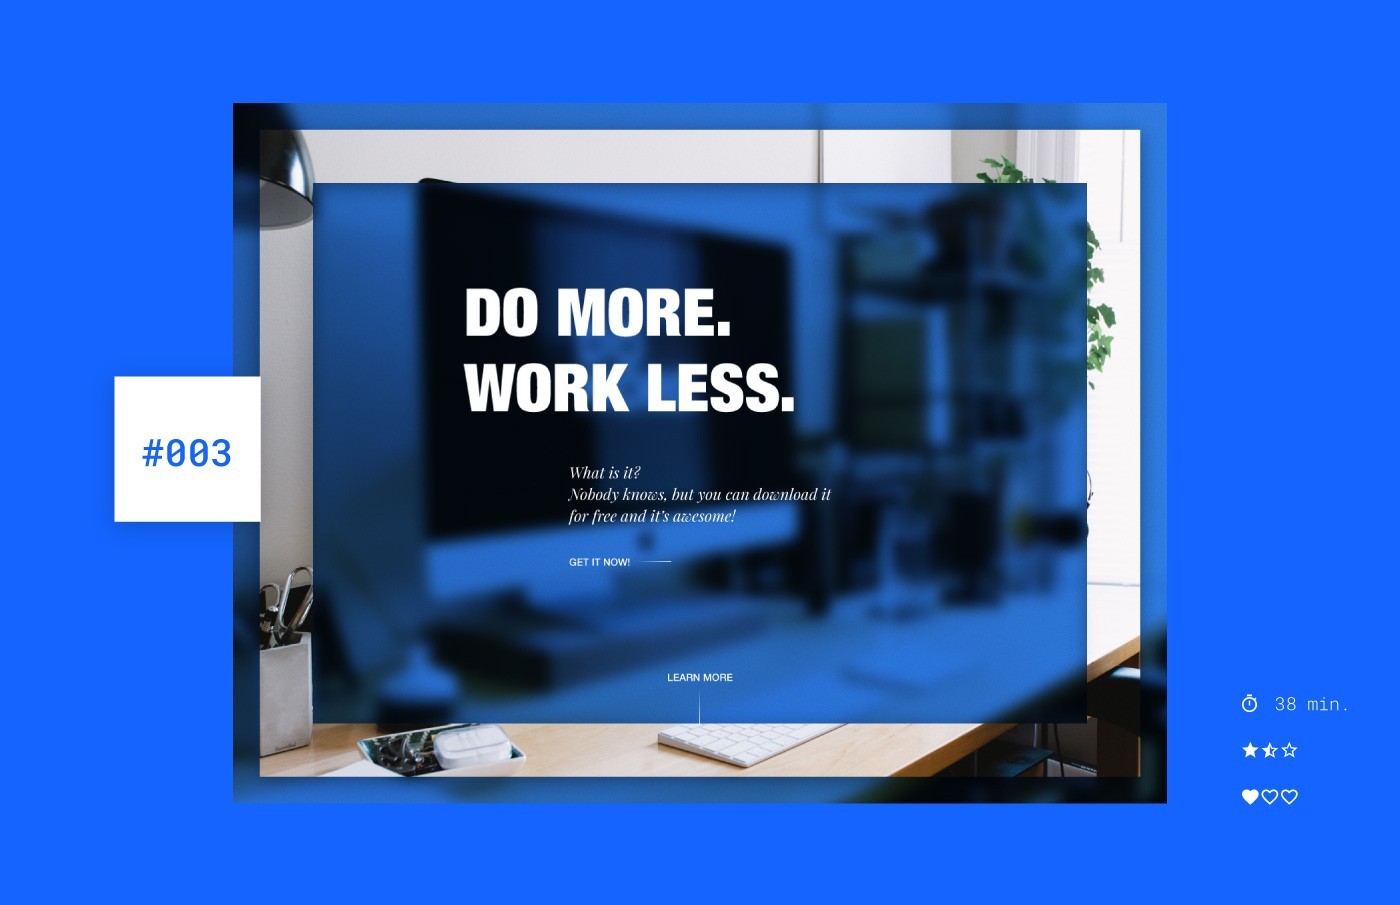 DO MORE.
WORK LESS.
#003
What is it?
Nobody knows, but you can download it
for free and it's awesome!
GET IT NOW!
LEARN MORE
38 min.